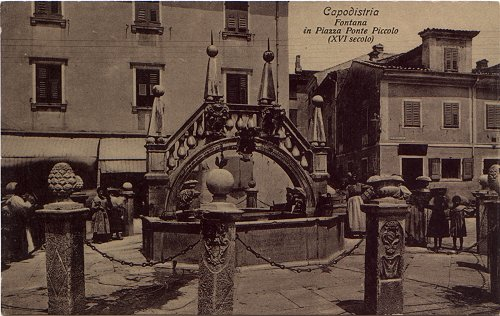 Capodistria
Fontana
in Piazza Ponte Piccolo
(XVI secolo)